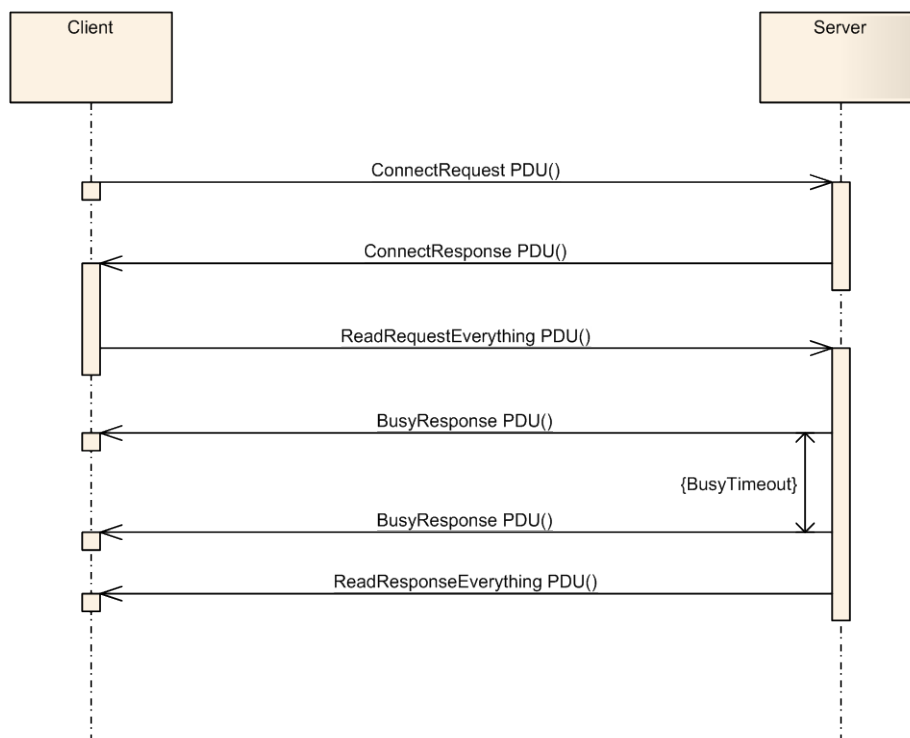 Client
Server
ConnectRequest PDU()
ConnectResponse PDU()
ReadRequestEverything PDU()
BusyResponse PDU()
{BusyTimeout}
BusyResponse PDU()
ReadResponseEverything PDU()